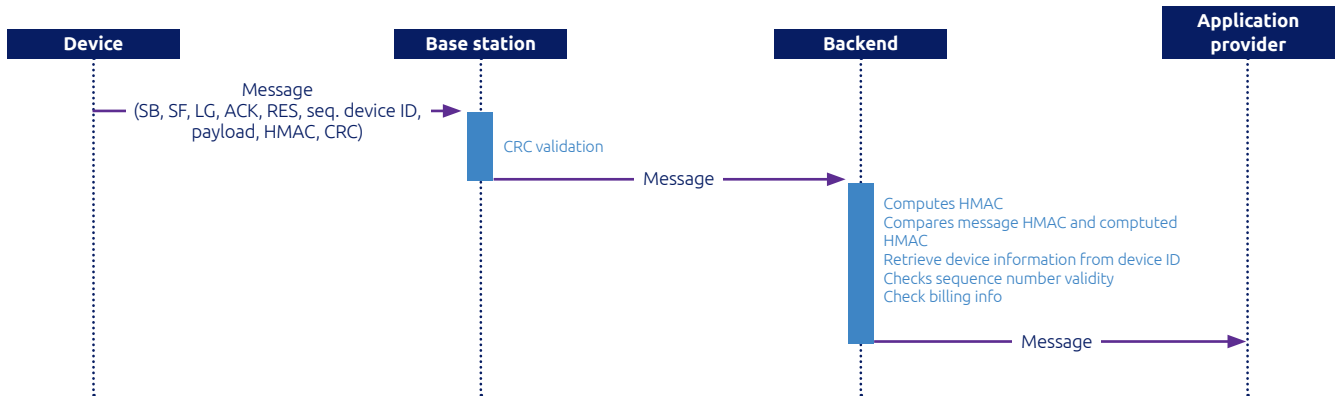 Device
Base station
Backend
Application
provider
Message
(SB, SF, LG, ACK, RES, seq. device ID,
payload, HMAC, CRC)
CRC validation
Message
Computes HMAC
Compares message HMAC and comptuted
HMAC
Retrieve device information from device ID
Checks sequence number validity
Check billing info
Message